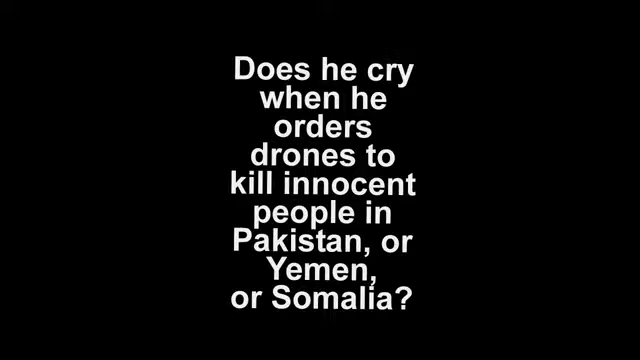 Does he cry
when he
orders
drones to
kill innocent
people in
Pakistan, or
Yemen,
or Somalia?